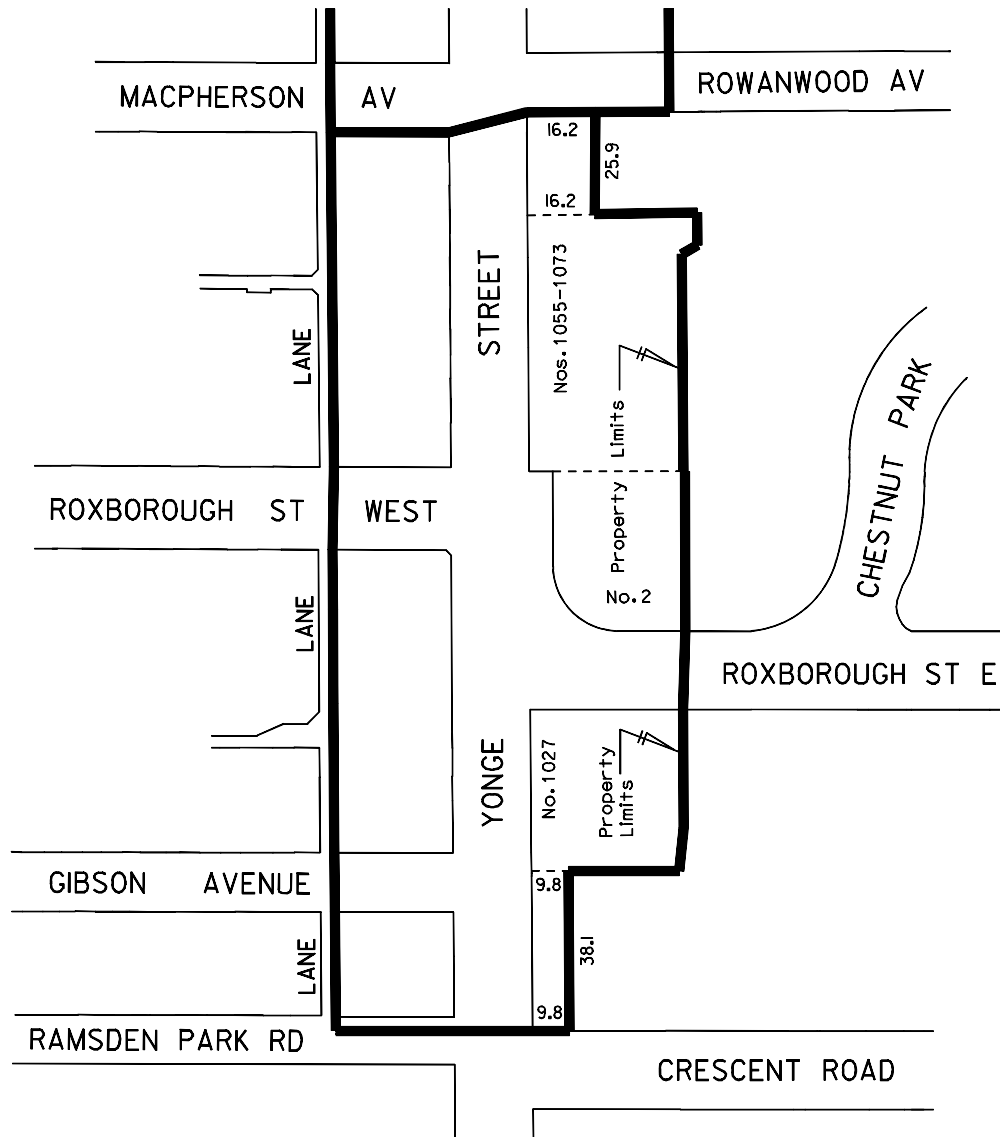 MACPHERSON AV
ROWANWOOD AV
16.2
25.9
16.2
STREET
Nos.1055-1073
LANE
Property Limits
CHESTNUT PARK
ROXBOROUGH ST WEST
No.2
LANE
ROXBOROUGH ST E
YONGE
No.1027
Property
Limits
GIBSON AVENUE
9.8
38.1
LANE
9.8
RAMSDEN PARK RD
CRESCENT ROAD